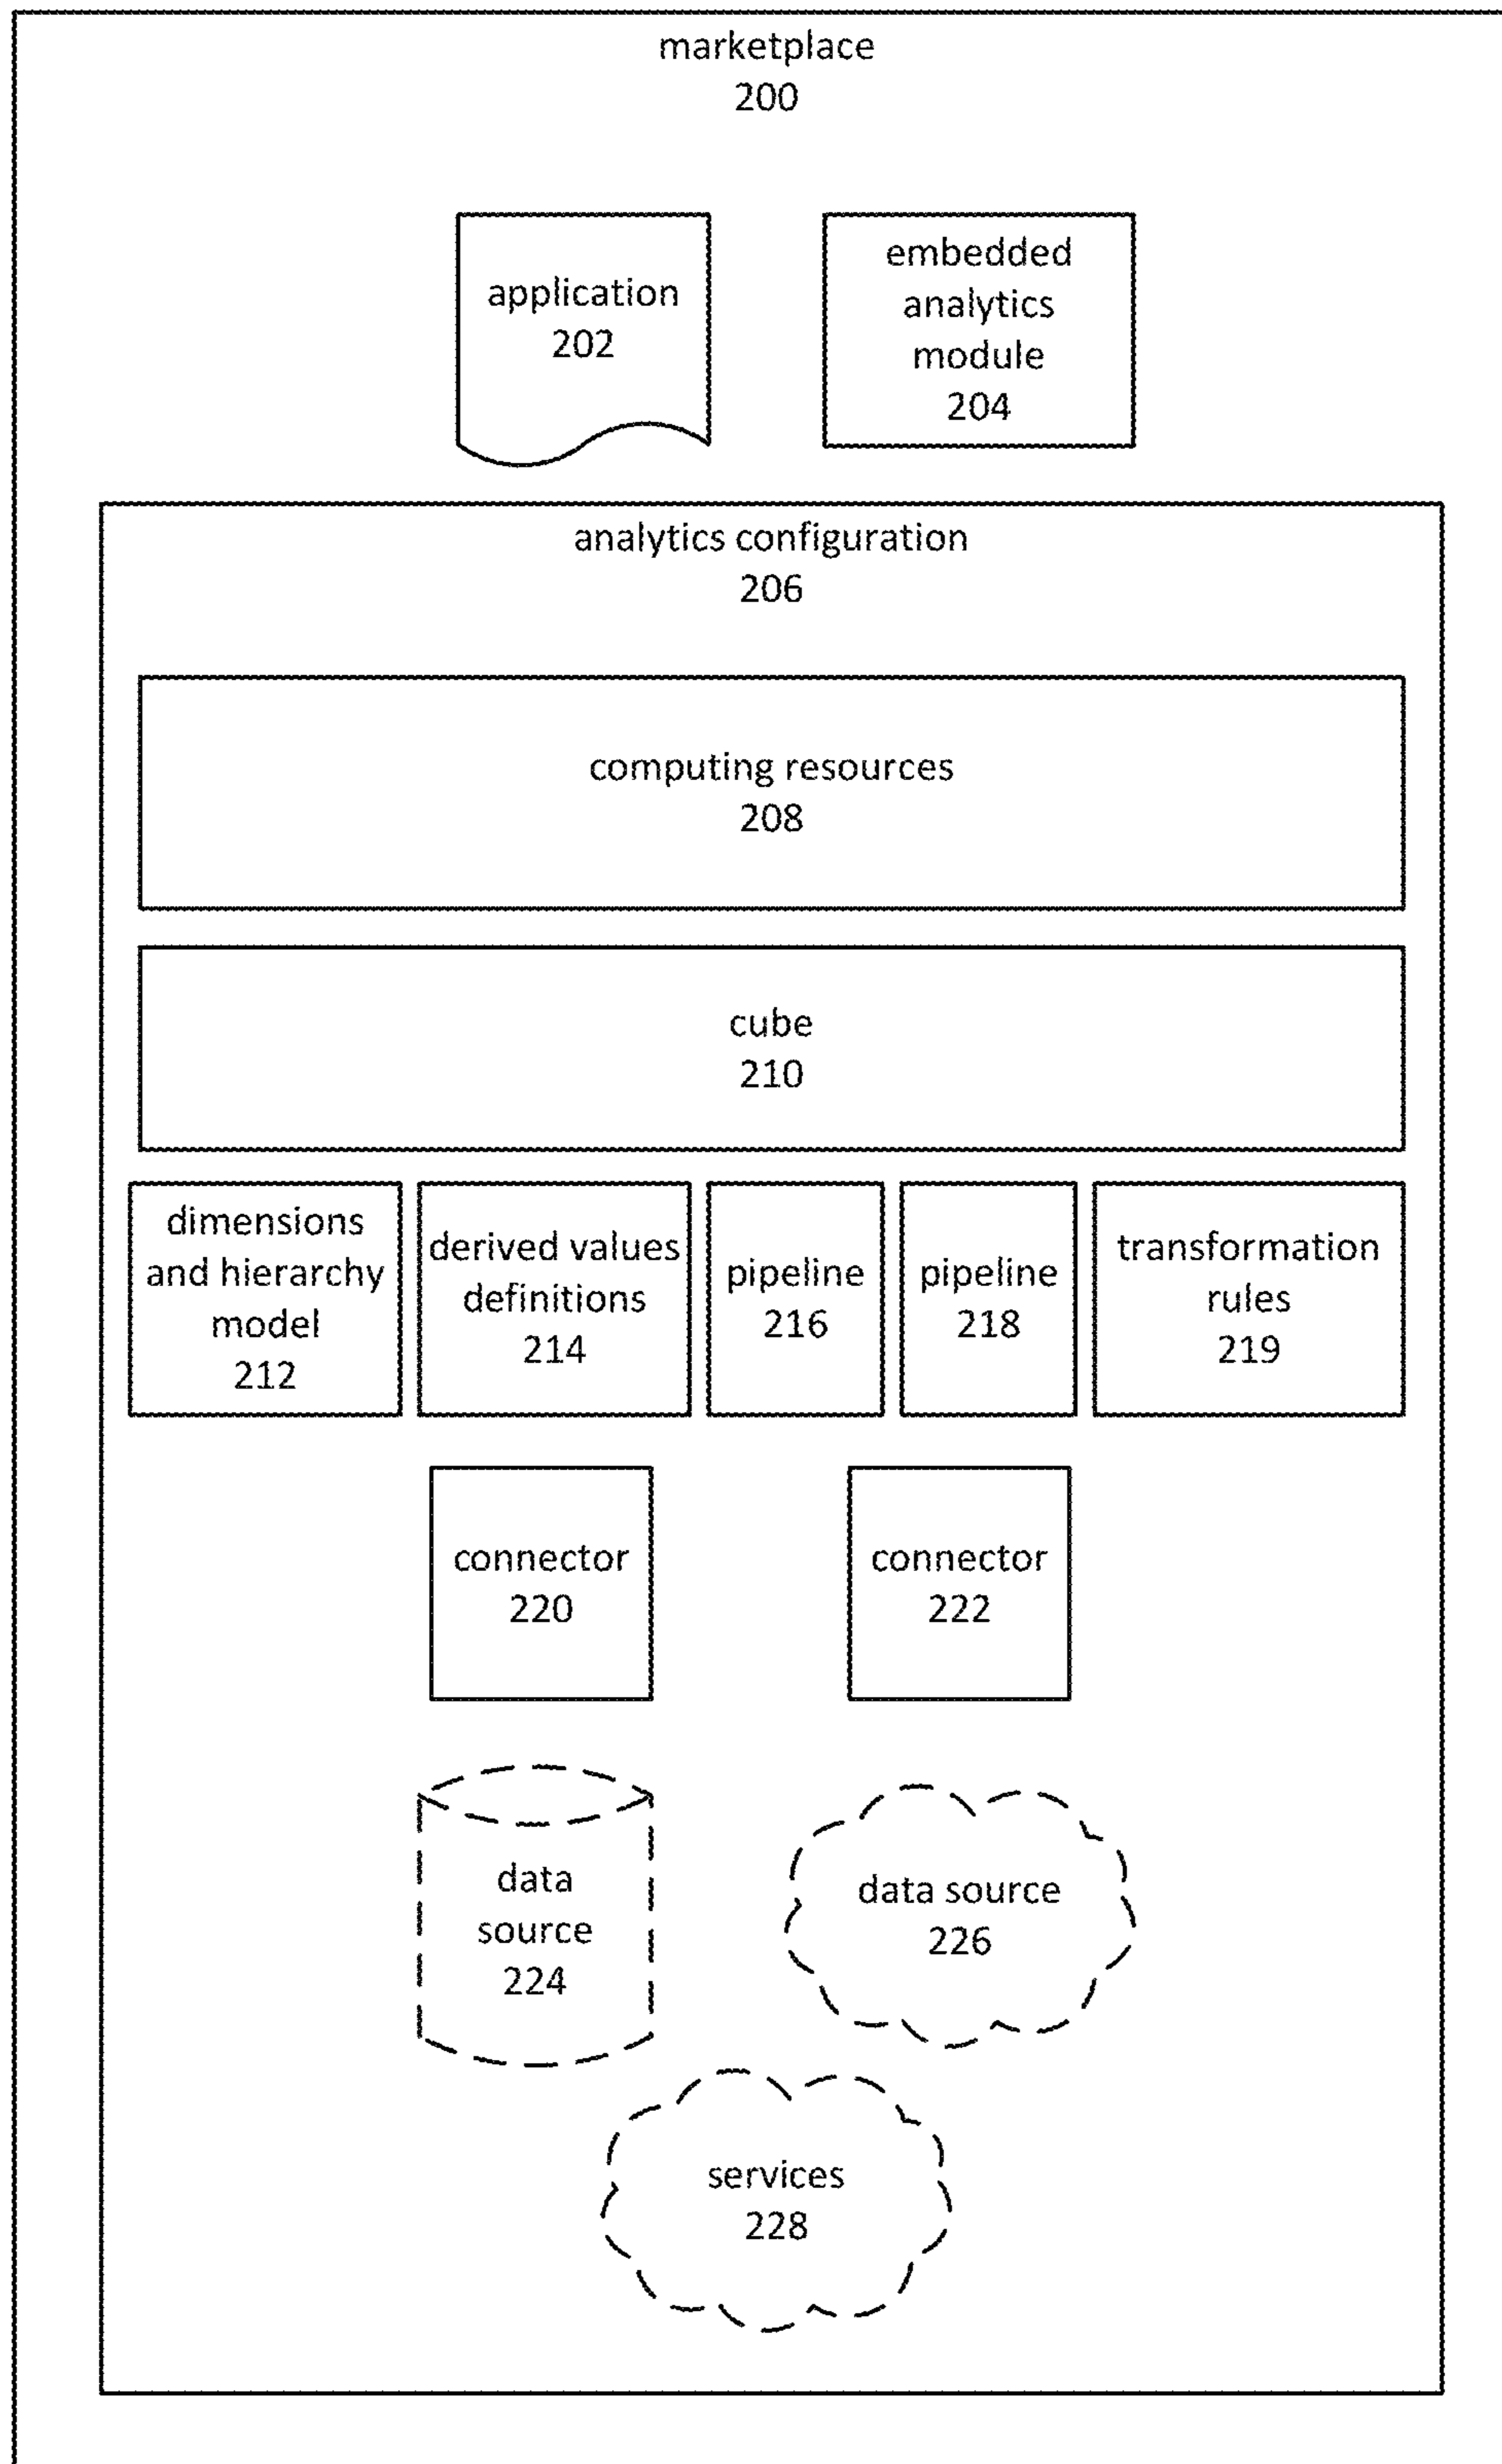 marketplace
200
application
202
embedded
analytics
module
204
analytics configuration
206
computing resources
208
cube
210
dimensions
and hierarchy
model
212
derived values
definitions
214
pipeline
216
pipeline
218
transformation
rules
219
connector
220
connector
222
data
source
224
data source
226
services
228